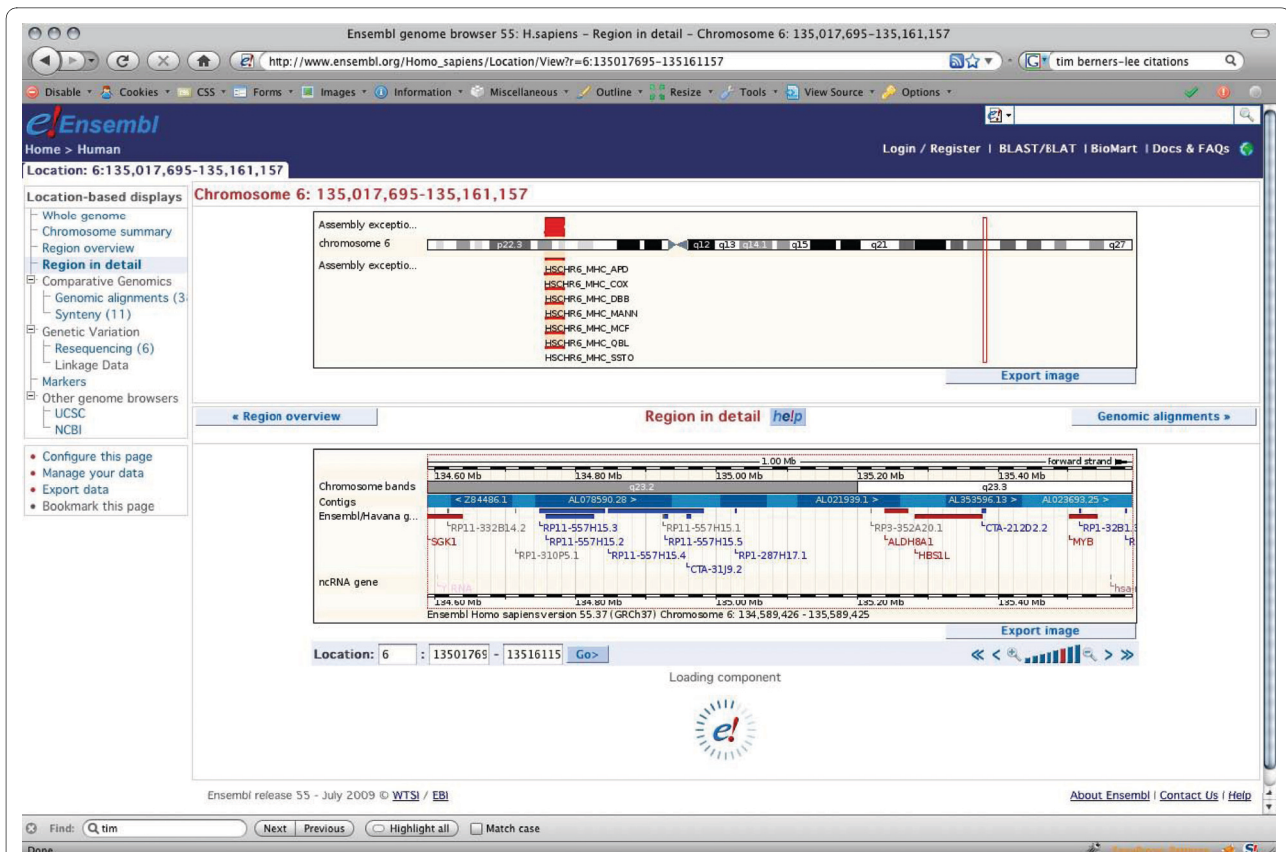 Ensembl genome browser 55: H.sapiens – Region in detail – Chromosome 6: 135,017,695–135,161,157
http://www.ensembl.org/Homo_sapiens/Location/View?r=6:135017695-135161157
tim berners-lee citations
Disable Cookies CSS Forms Images Information Miscellaneous Outline Resize Tools View Source Options
e!Ensembl
Home > Human
Login / Register | BLAST/BLAT | BioMart | Docs & FAQs
Location: 6:135,017,695-135,161,157
Location-based displays
Whole genome
Chromosome summary
Region overview
Region in detail
Comparative Genomics
Genomic alignments (3
Synteny (11)
Genetic Variation
Resequencing (6)
Linkage Data
Markers
Other genome browsers
UCSC
NCBI
Configure this page
Manage your data
Export data
Bookmark this page
Chromosome 6: 135,017,695-135,161,157
Assembly exceptio...
chromosome 6 p22.3 q12 q13 q14.1 q15 q21 q27
Assembly exceptio...
HSCHR6_MHC_APD
HSCHR6_MHC_COX
HSCHR6_MHC_DBB
HSCHR6_MHC_MANN
HSCHR6_MHC_MCF
HSCHR6_MHC_QBL
HSCHR6_MHC_SSTO
Export image
« Region overview
Region in detail help
Genomic alignments »
1.00 Mb forward strand
134.60 Mb 134.80 Mb 135.00 Mb 135.20 Mb 135.40 Mb
Chromosome bands q23.2 q23.3
Contigs < Z84486.1 AL078590.28 > AL021939.1 > AL353596.13 > AL023693.25 >
Ensembl/Havana g...
RP11-332B14.2 RP11-557H15.3 RP11-557H15.1 RP3-352A20.1 CTA-212D2.2 RP1-32B1.
SGK1 RP11-557H15.2 RP11-557H15.5 ALDH8A1 MYB R
RP1-310P5.1 RP11-557H15.4 RP1-287H17.1 HBS1L
CTA-31J9.2
ncRNA gene
hsa-
134.60 Mb 134.80 Mb 135.00 Mb 135.20 Mb 135.40 Mb
Ensembl Homo sapiens version 55.37 (GRCh37) Chromosome 6: 134,589,426 - 135,589,425
Export image
Location: 6 : 13501769 - 13516115 Go>
Loading component
e!
Ensembl release 55 - July 2009 © WTSI / EBI
About Ensembl | Contact Us | Help
Find: tim Next Previous Highlight all Match case
Done